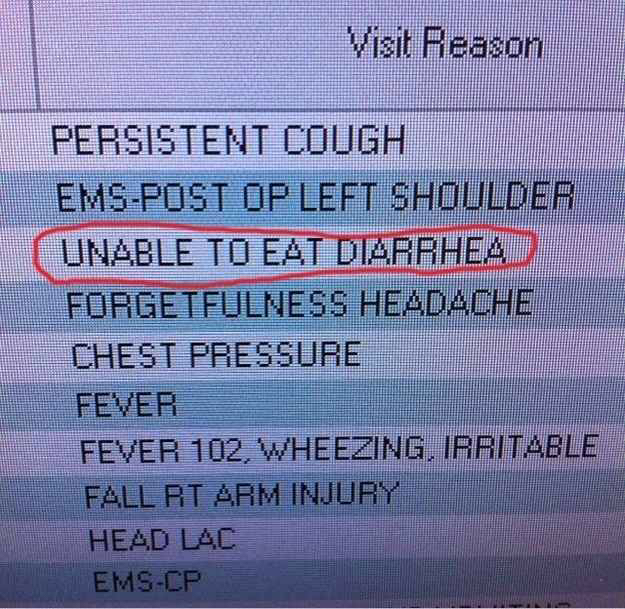 Visit Reason
PERSISTENT COUGH
EMS-POST OP LEFT SHOULDER
UNABLE TO EAT DIARRHEA
FORGETFULNESS HEADACHE
CHEST PRESSURE
FEVER
FEVER 102, WHEEZING, IRRITABLE
FALL RT ARM INJURY
HEAD LAC
EMS-CP